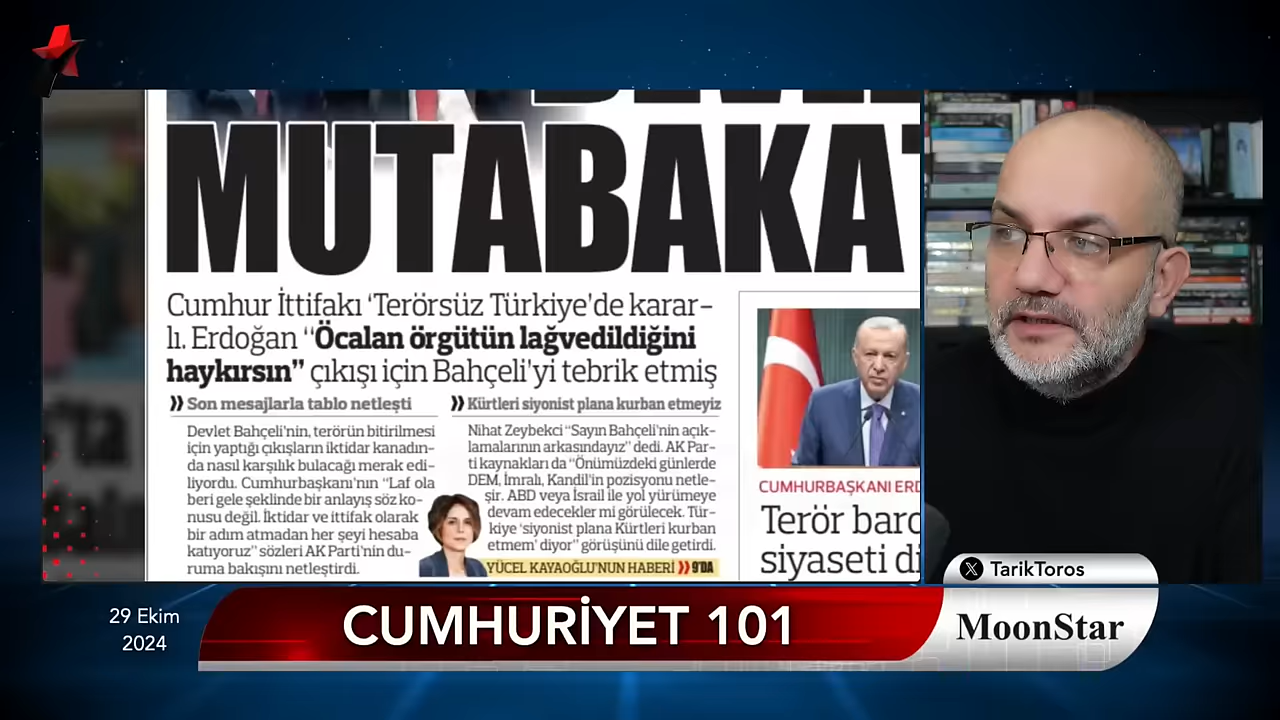 MUTABAKAT
Cumhur İttifakı ‘Terörsüz Türkiye’de karar-
lı. Erdoğan “Öcalan örgütün lağvedildiğini
haykırsın” çıkışı için Bahçeli’yi tebrik etmiş
Son mesajlarla tablo netleşti
Devlet Bahçeli’nin, terörün bitirilmesi
için yaptığı çıkışların iktidar kanadın-
da nasıl karşılık bulacağı merak edi-
liyordu. Cumhurbaşkanı’nın “Laf ola
beri gele şeklinde bir anlayış söz ko-
nusu değil. İktidar ve ittifak olarak
bir adım atmadan her şeyi hesaba
katıyoruz” sözleri AK Parti’nin du-
ruma bakışını netleştirdi.
Kürtleri siyonist plana kurban etmeyiz
Nihat Zeybekci “Sayın Bahçeli’nin açık-
lamalarının arkasındayız” dedi. AK Par-
ti kaynakları da “Önümüzdeki günlerde
DEM, İmralı, Kandil’in pozisyonu netle-
şir. ABD veya İsrail ile yol yürümeye
devam edecekler mi görülecek. Tür-
kiye ‘siyonist plana Kürtleri kurban
etmem’ diyor” görüşünü dile getirdi.
YÜCEL KAYAOĞLU’NUN HABERİ 9’DA
CUMHURBAŞKANI ERD
Terör
siyaseti
TarikToros
29 Ekim
2024
CUMHURİYET 101
MoonStar